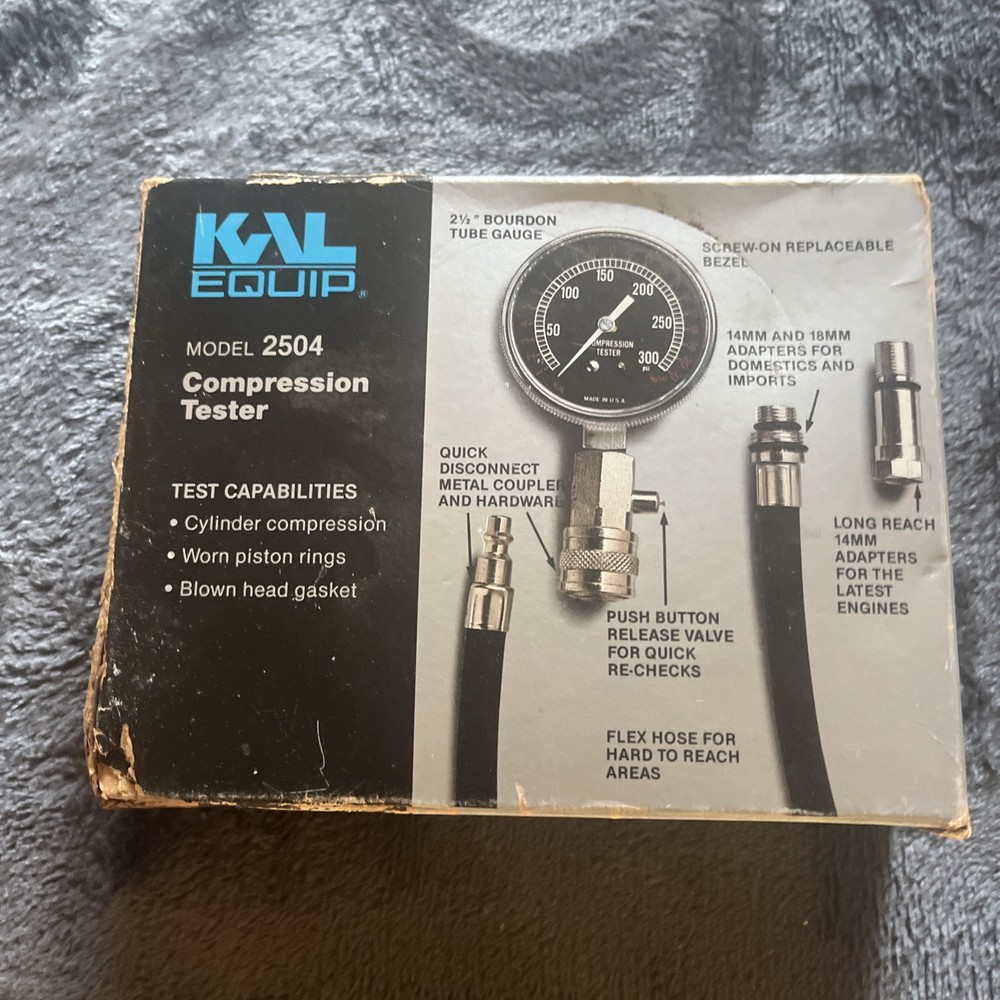 KAL
EQUIP®
MODEL 2504
Compression
Tester
TEST CAPABILITIES
• Cylinder compression
• Worn piston rings
• Blown head gasket
2½" BOURDON
TUBE GAUGE
SCREW-ON REPLACEABLE
BEZEL
50
100
150
200
250
300
PSI
COMPRESSION
TESTER
MADE IN U.S.A.
14MM AND 18MM
ADAPTERS FOR
DOMESTICS AND
IMPORTS
QUICK
DISCONNECT
METAL COUPLER
AND HARDWARE
LONG REACH
14MM
ADAPTERS
FOR THE
LATEST
ENGINES
PUSH BUTTON
RELEASE VALVE
FOR QUICK
RE-CHECKS
FLEX HOSE FOR
HARD TO REACH
AREAS